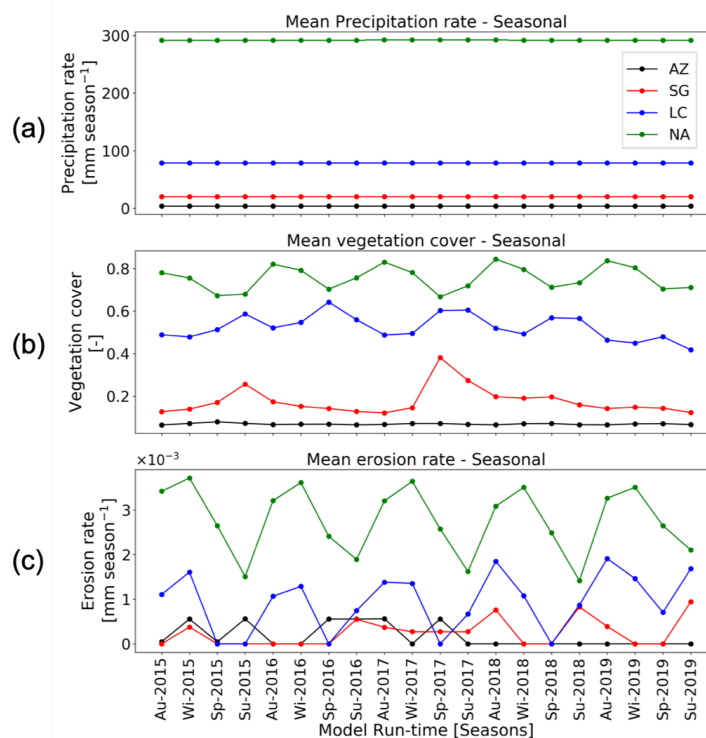 Mean Precipitation rate - Seasonal
(a)
Precipitation rate
[mm season⁻¹]
300
200
100
0
AZ
SG
LC
NA
Mean vegetation cover - Seasonal
(b)
Vegetation cover
[-]
0.8
0.6
0.4
0.2
Mean erosion rate - Seasonal
×10⁻³
(c)
Erosion rate
[mm season⁻¹]
3
2
1
0
Au-2015
Wi-2015
Sp-2015
Su-2015
Au-2016
Wi-2016
Sp-2016
Su-2016
Au-2017
Wi-2017
Sp-2017
Su-2017
Au-2018
Wi-2018
Sp-2018
Su-2018
Au-2019
Wi-2019
Sp-2019
Su-2019
Model Run-time [Seasons]